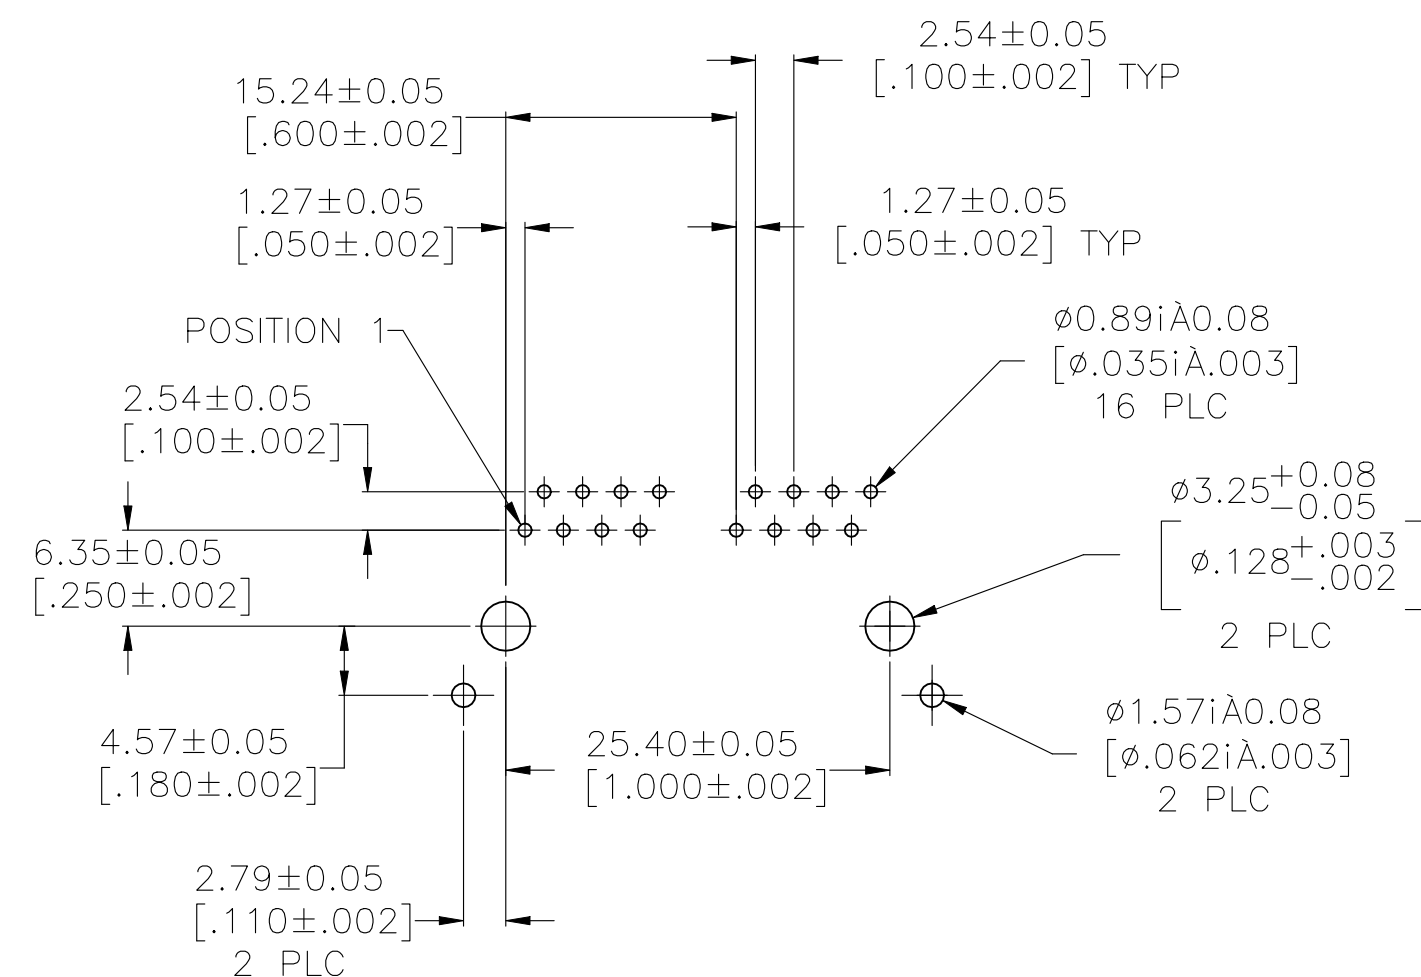 2.54±0.05
[.100±.002] TYP
15.24±0.05
[.600±.002]
1.27±0.05
[.050±.002]
1.27±0.05
[.050±.002] TYP
POSITION 1
ø0.89iÀ0.08
[ø.035iÀ.003]
16 PLC
2.54±0.05
[.100±.002]
ø3.25+0.08
−0.05
[ø.128+.003
−.002]
2 PLC
6.35±0.05
[.250±.002]
4.57±0.05
[.180±.002]
25.40±0.05
[1.000±.002]
ø1.57iÀ0.08
[ø.062iÀ.003]
2 PLC
2.79±0.05
[.110±.002]
2 PLC